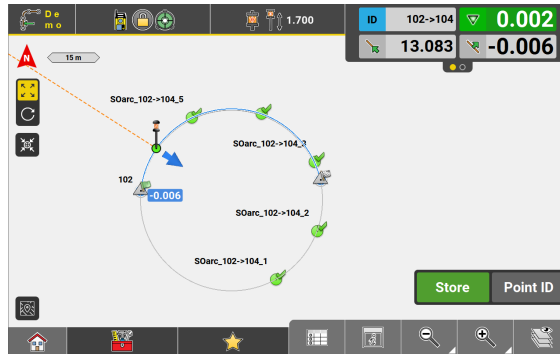 De
mo
1.700
ID
102->104
0.002
13.083
-0.006
N
15 m
SOarc_102->104_5
SOarc_102->104_3
102
-0.006
SOarc_102->104_2
SOarc_102->104_1
Store
Point ID